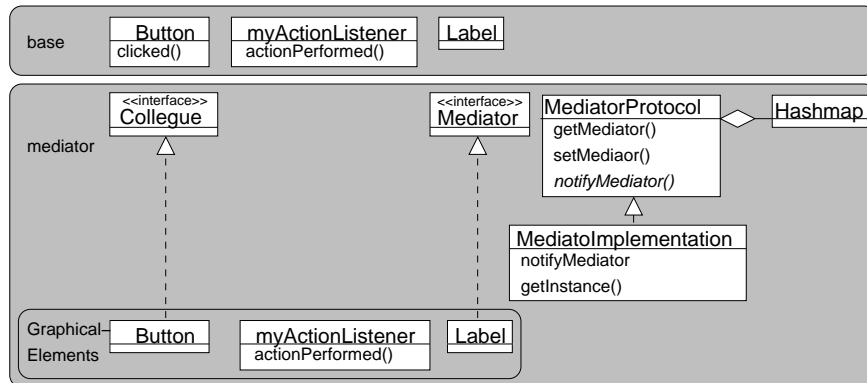 base
Button
clicked()
myActionListener
actionPerformed()
Label
mediator
<<interface>>
Collegue
<<interface>>
Mediator
MediatorProtocol
getMediator()
setMediaor()
notifyMediator()
Hashmap
MediatoImplementation
notifyMediator
getInstance()
Graphical
Elements
Button
myActionListener
actionPerformed()
Label